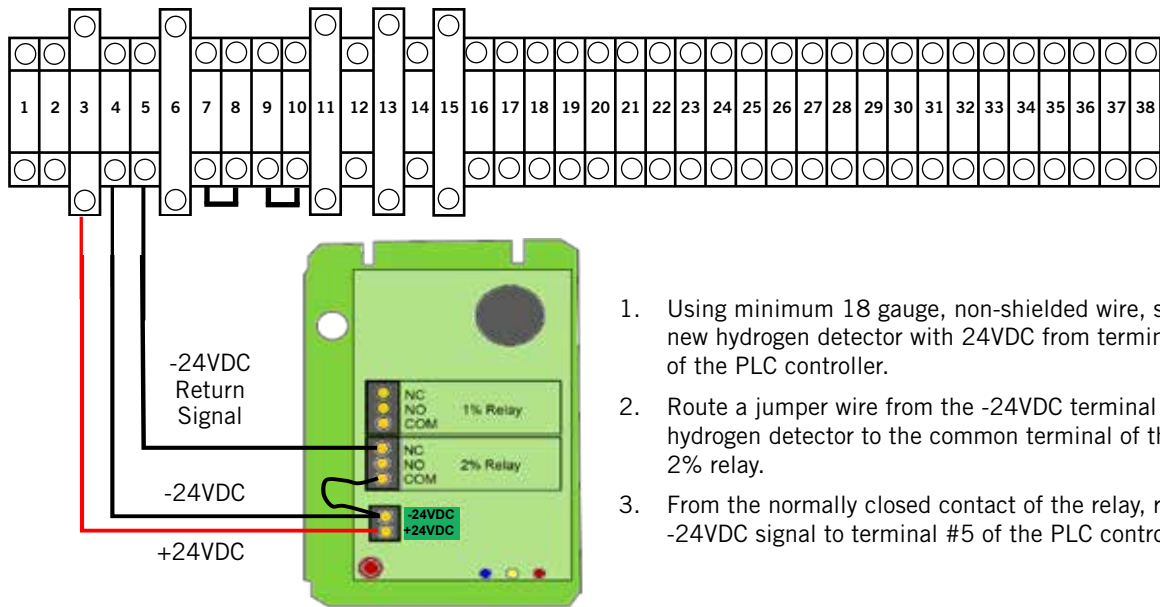 1 2 3 4 5 6 7 8 9 10 11 12 13 14 15 16 17 18 19 20 21 22 23 24 25 26 27 28 29 30 31 32 33 34 35 36 37 38
-24VDC
Return
Signal
-24VDC
+24VDC
NC
NO 1% Relay
COM
NC
NO 2% Relay
COM
-24VDC
+24VDC
1. Using minimum 18 gauge, non-shielded wire,
new hydrogen detector with 24VDC from
of the PLC controller.
2. Route a jumper wire from the -24VDC terminal
hydrogen detector to the common terminal of
2% relay.
3. From the normally closed contact of the relay,
-24VDC signal to terminal #5 of the PLC